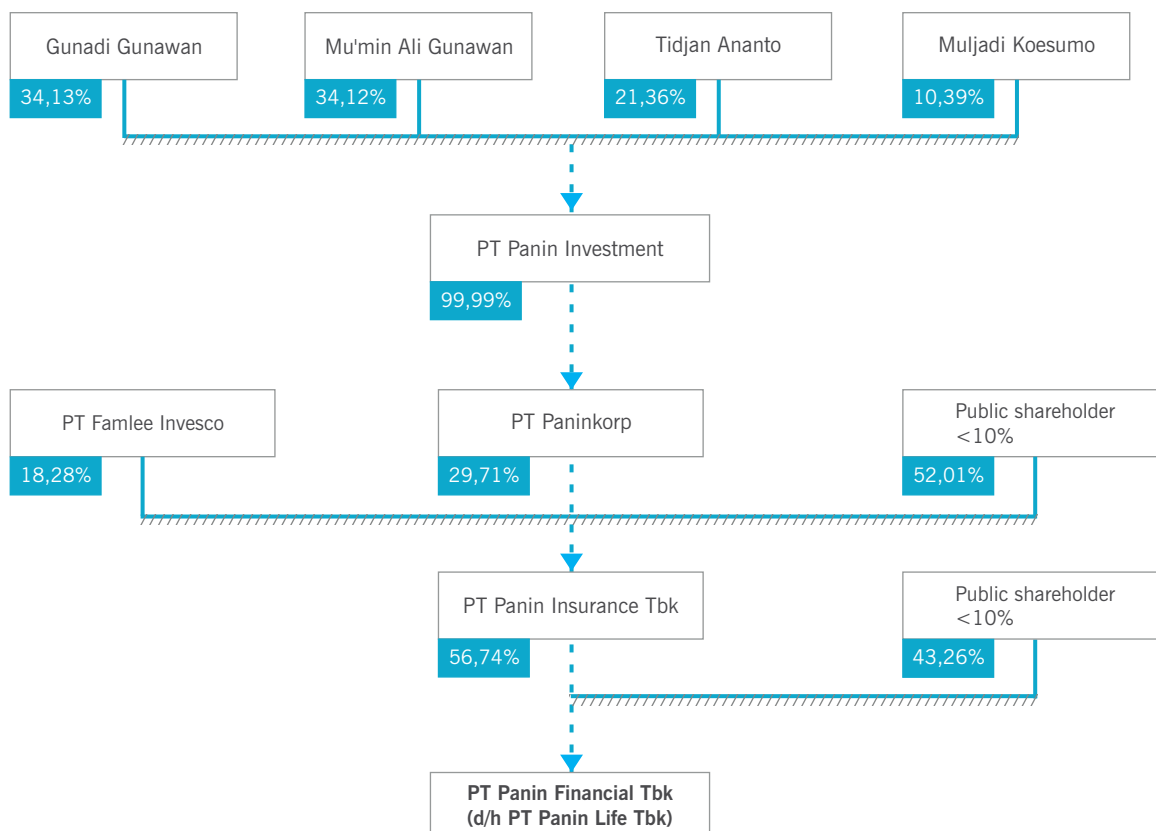 Gunadi Gunawan
Mu'min Ali Gunawan
Tidjan Ananto
Muljadi Koesumo
34,13%
34,12%
21,36%
10,39%
PT Panin Investment
99,99%
PT Famlee Invesco
PT Paninkorp
Public shareholder
<10%
18,28%
29,71%
52,01%
PT Panin Insurance Tbk
Public shareholder
<10%
56,74%
43,26%
PT Panin Financial Tbk
(d/h PT Panin Life Tbk)